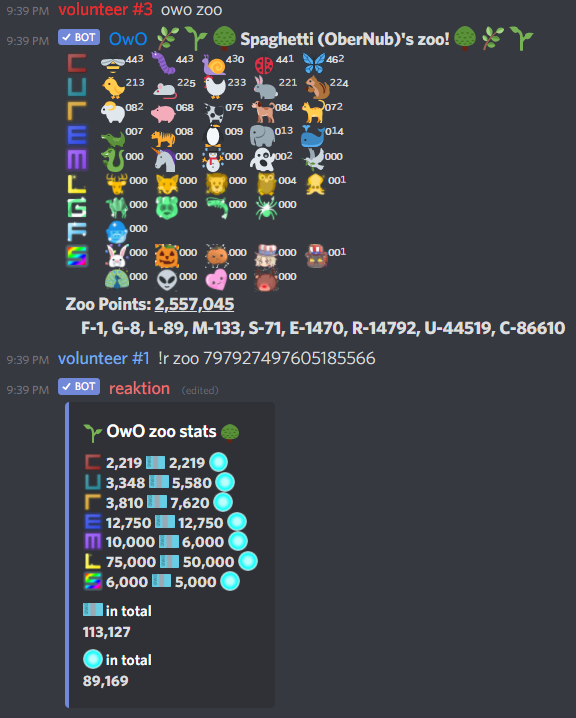 9:39 PM volunteer #3 owo zoo
9:39 PM ✓ BOT OwO Spaghetti (OberNub)'s zoo!
C 443 443 430 441 462
U 213 225 233 221 224
r 082 068 075 084 072
E 007 008 009 013 014
m 000 000 000 002 000
L 000 000 000 004 001
G 000 000 000 000
F 000
S 000 000 000 000 001
000 000 000 000
Zoo Points: 2,557,045
F-1, G-8, L-89, M-133, S-71, E-1470, R-14792, U-44519, C-86610
9:39 PM volunteer #1 !r zoo 797927497605185566
9:39 PM ✓ BOT reaktion (edited)
OwO zoo stats
C 2,219 2,219
U 3,348 5,580
r 3,810 7,620
E 12,750 12,750
m 10,000 6,000
L 75,000 50,000
S 6,000 5,000
in total
113,127
in total
89,169